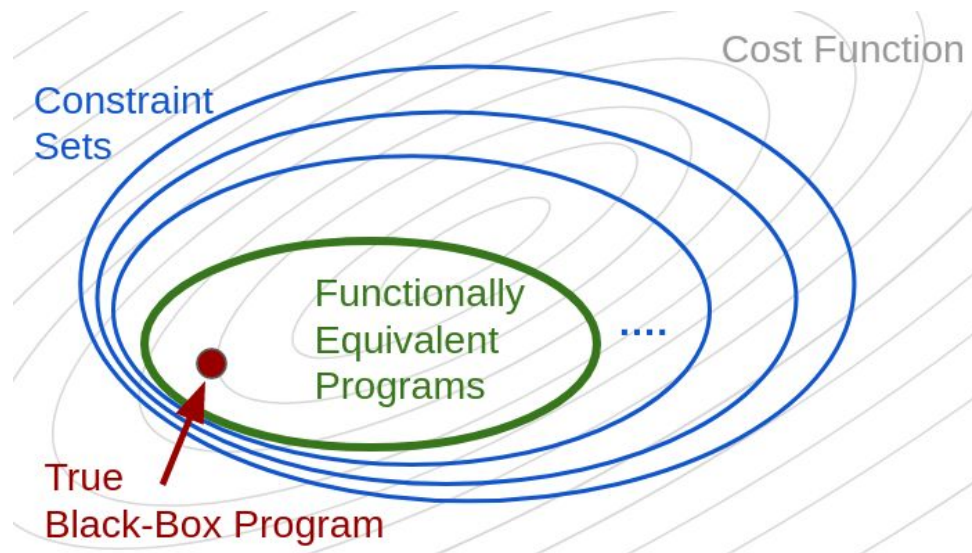 Cost Function
Constraint
Sets
Functionally
Equivalent
Programs
....
True
Black-Box Program